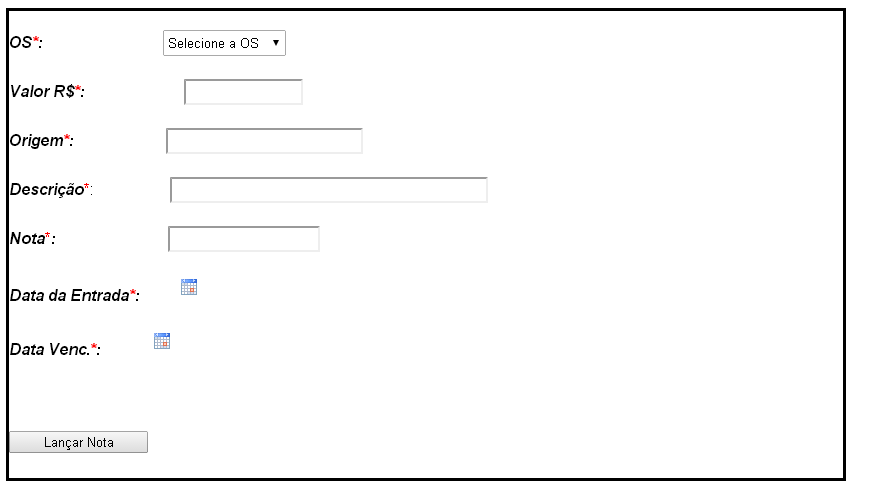 OS*: Selecione a OS
Valor R$*:
Origem*:
Descrição*:
Nota*:
Data da Entrada*:
Data Venc.*:
Lançar Nota